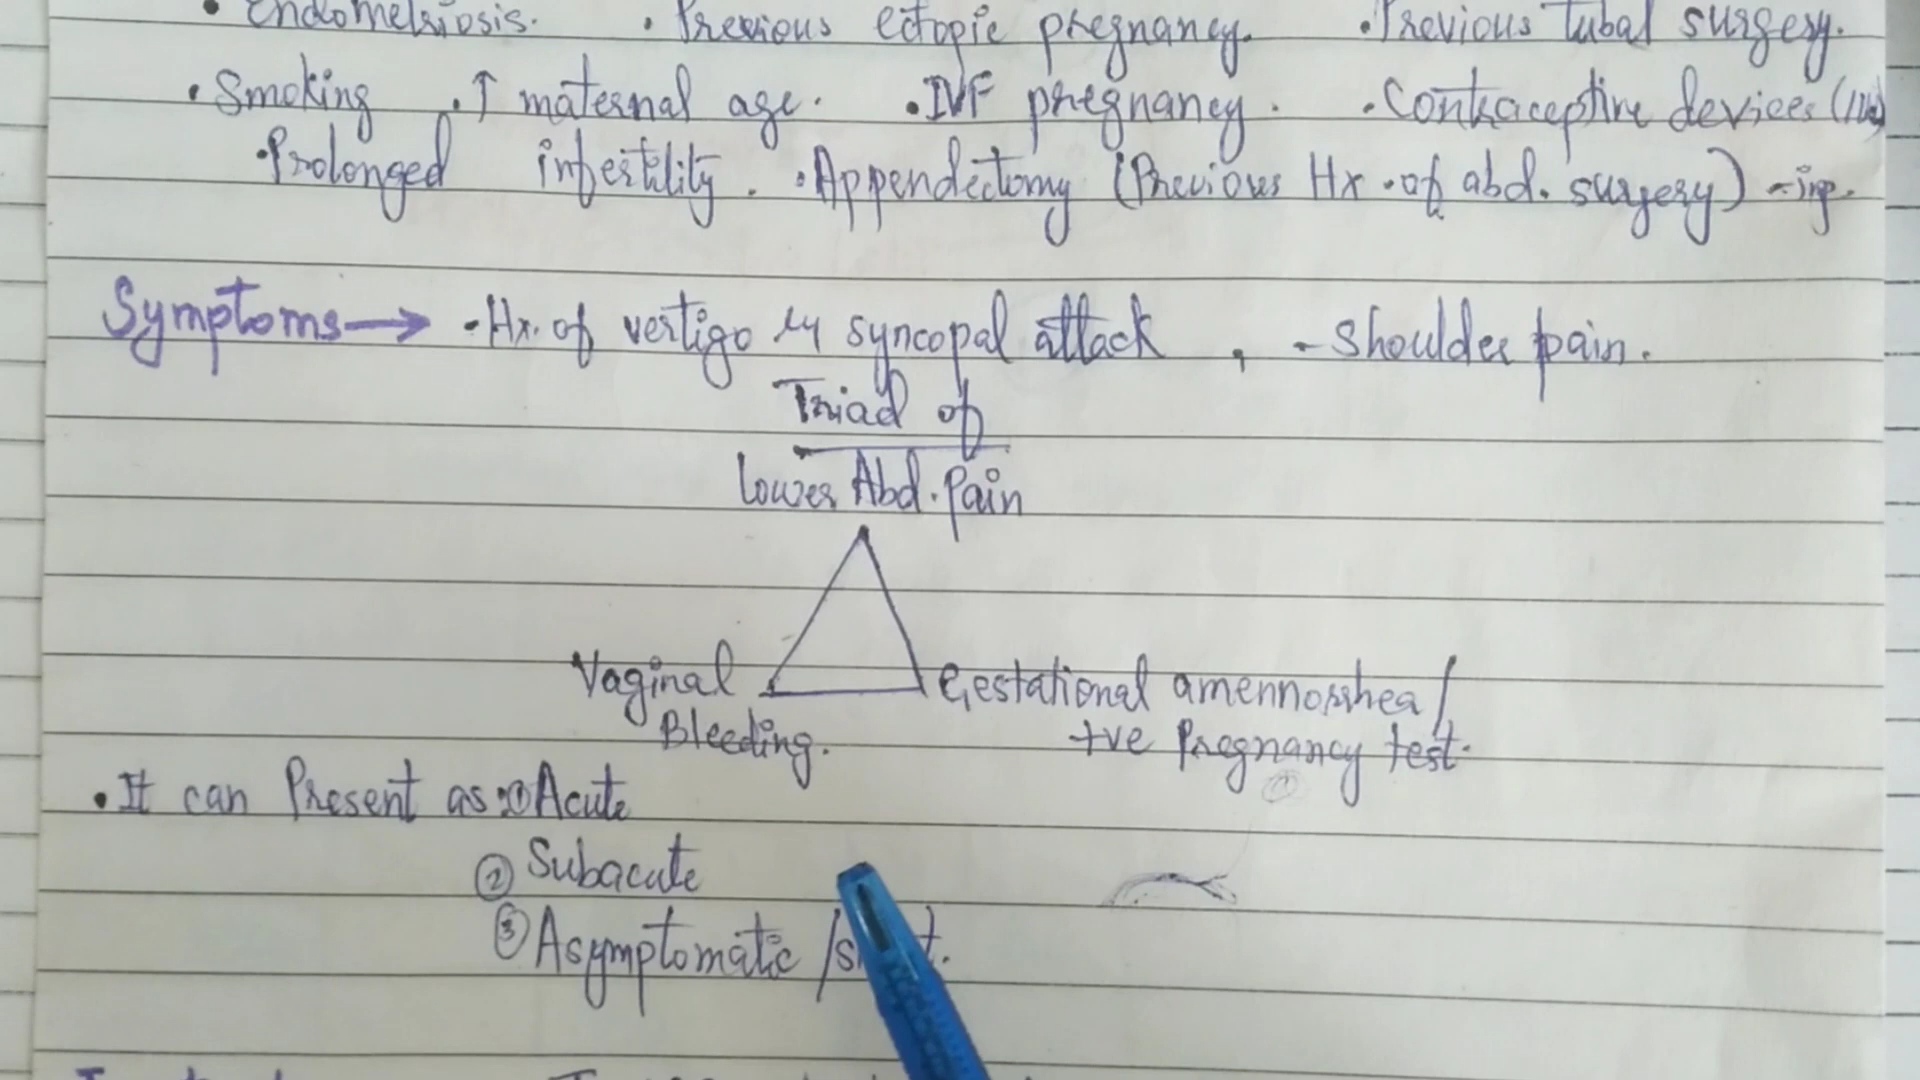 • Endometriosis. • Previous ectopic pregnancy. • Previous tubal surgery.
• Smoking • ↑ maternal age. • IVF pregnancy. • Contraceptive devices
• Prolonged infertility. • Appendectomy (Previous Hx. of abd. surgery) - imp.
Symptoms → - Hx. of vertigo syncopal attack , - Shoulder pain.
Triad of
lower Abd. Pain
Vaginal Gestational amennorrhea /
Bleeding. +ve Pregnancy test.
• It can Present as: ① Acute
② Subacute
③ Asymptomatic /